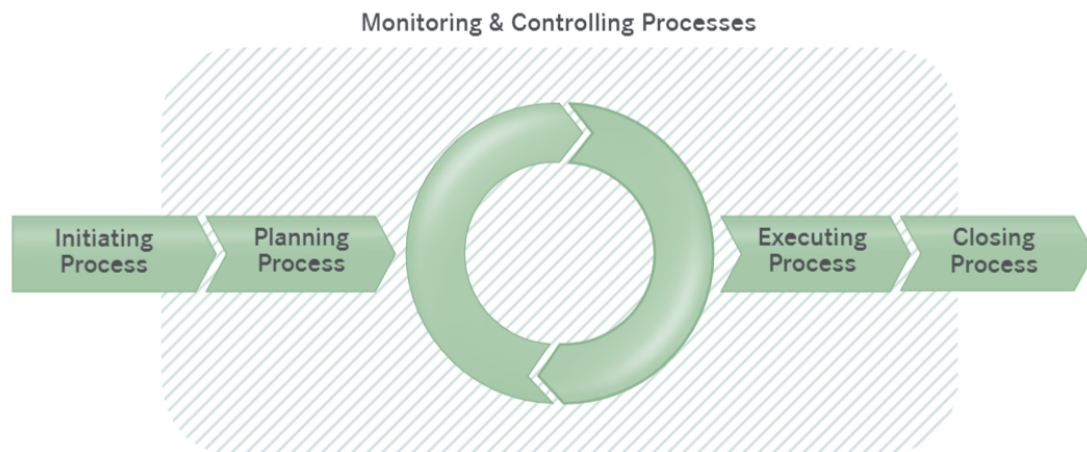 Monitoring & Controlling Processes
Initiating
Process
Planning
Process
Executing
Process
Closing
Process